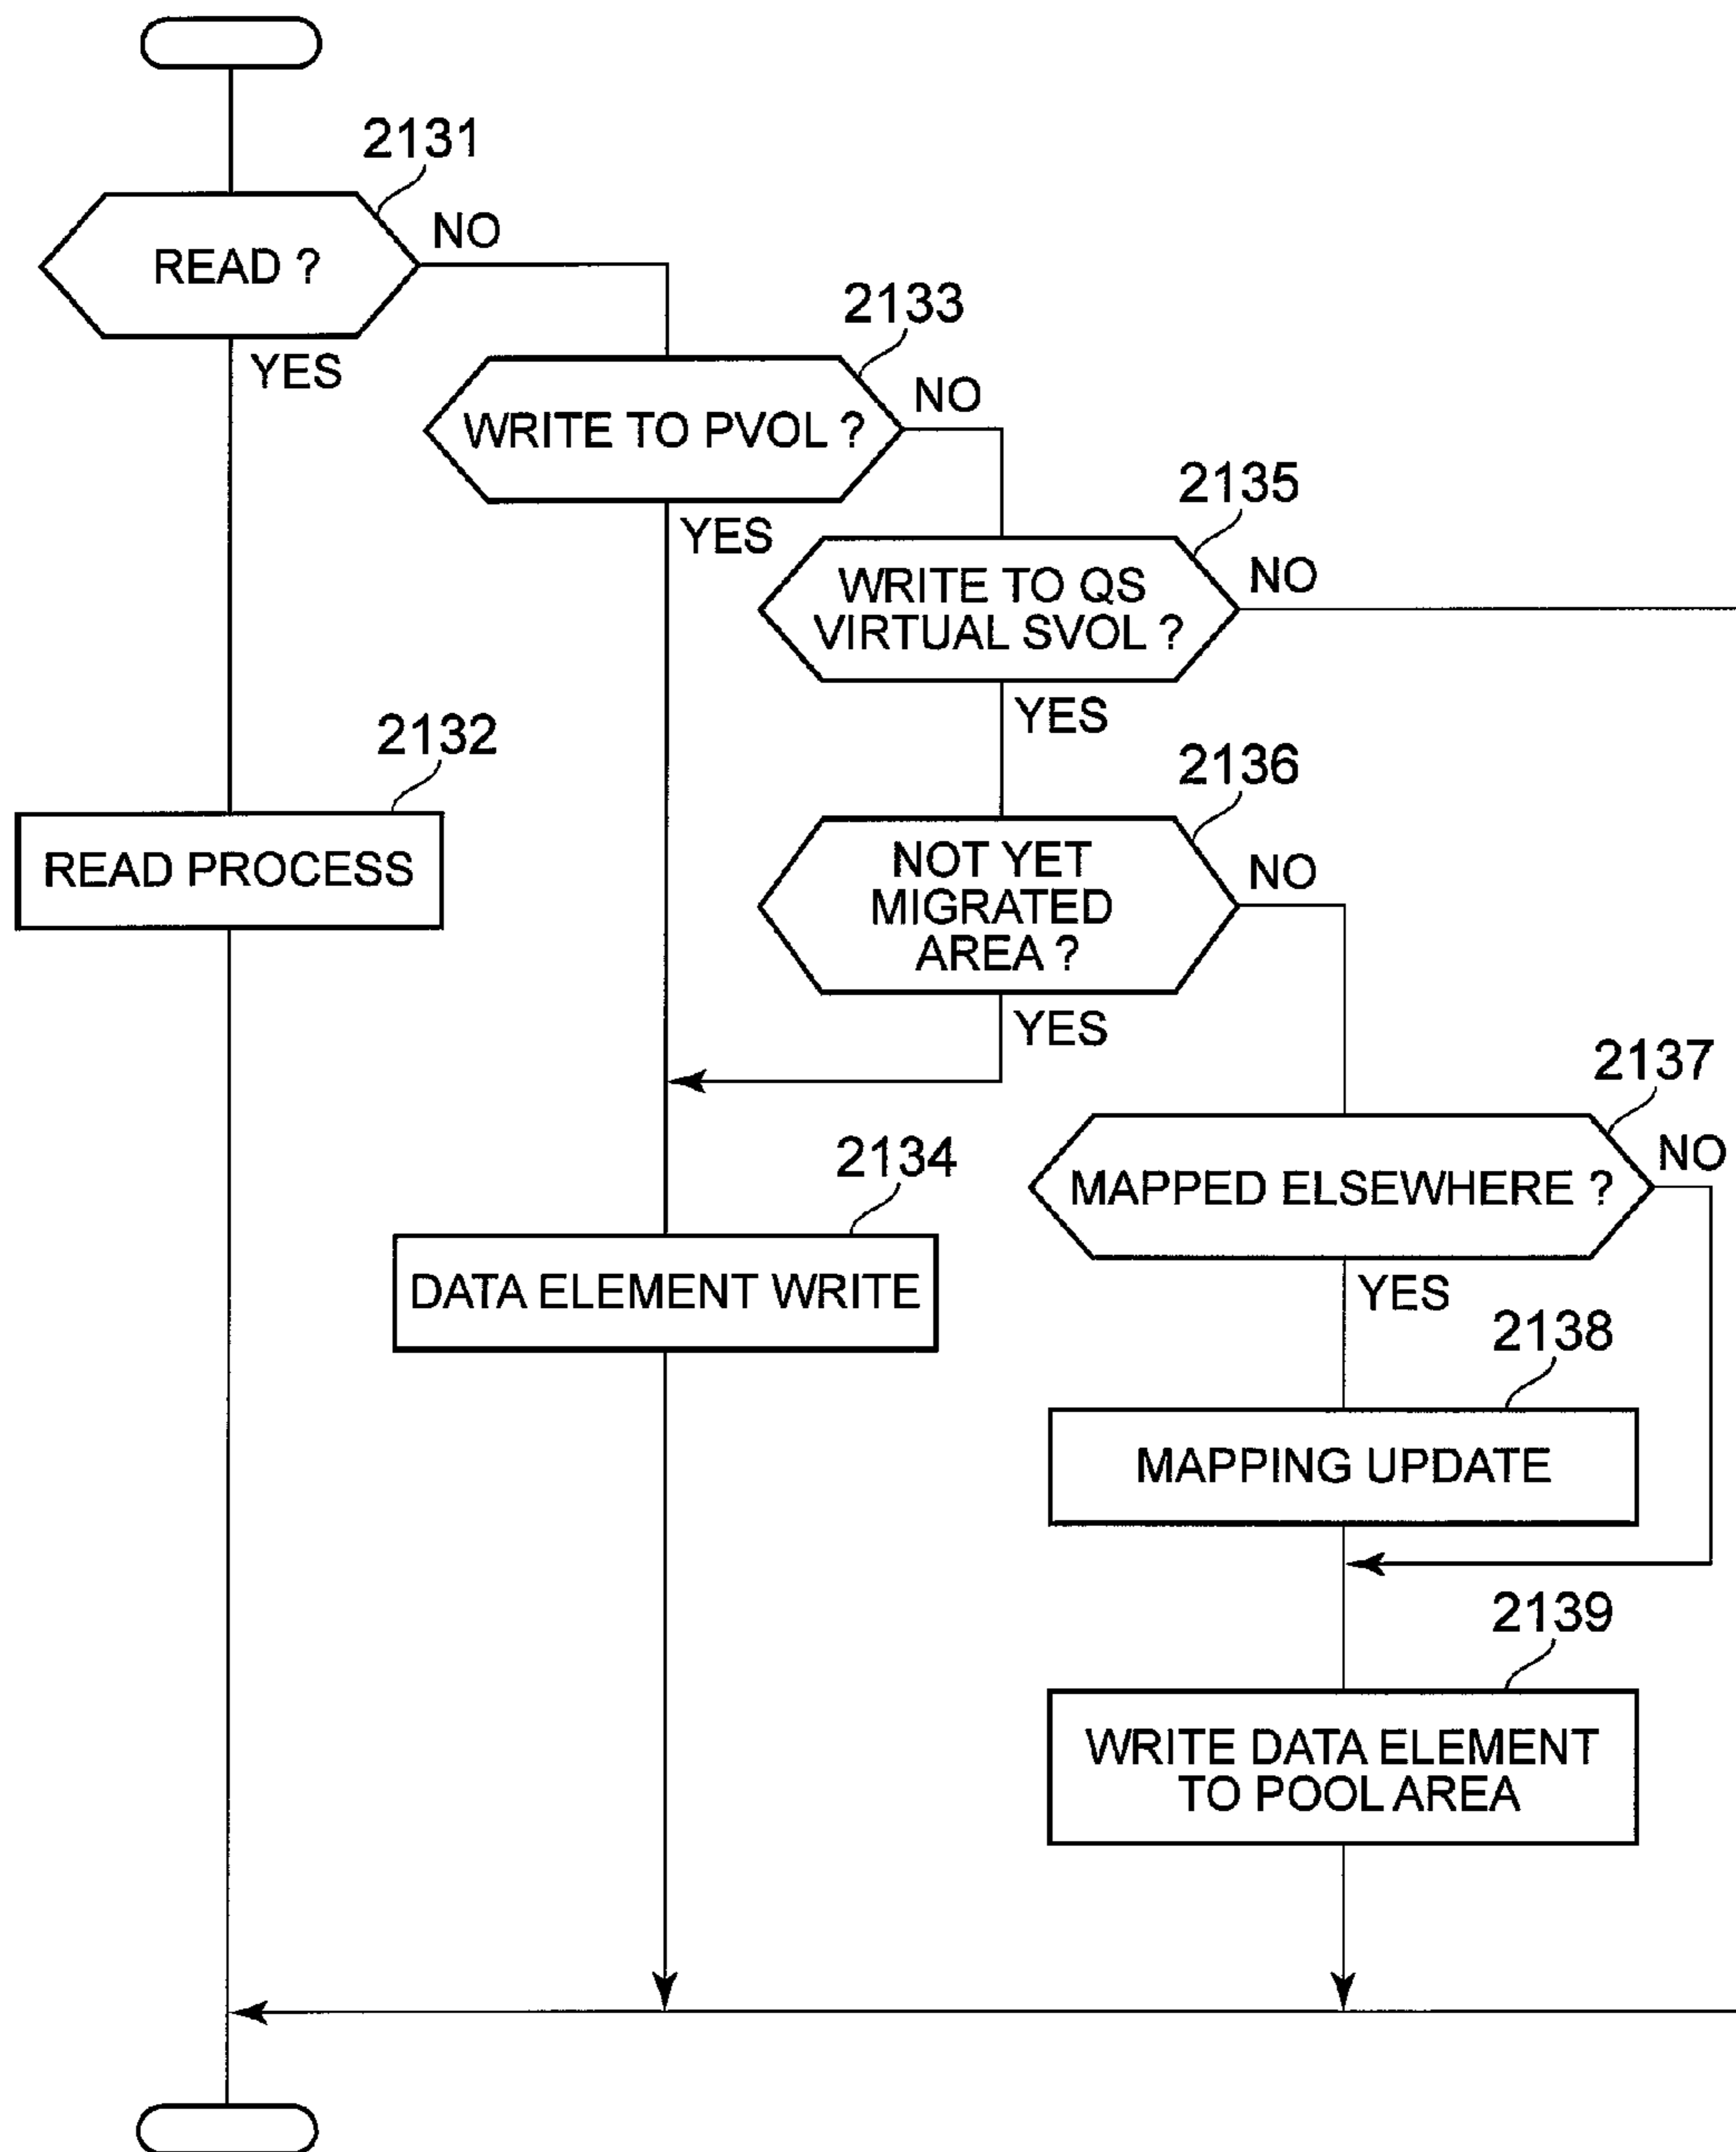 2131
NO
READ ?
YES
2133
NO
WRITE TO PVOL ?
YES
2135
NO
WRITE TO QS
VIRTUAL SVOL ?
YES
2132
READ PROCESS
2136
NO
NOT YET
MIGRATED
AREA ?
YES
2137
NO
MAPPED ELSEWHERE ?
YES
2134
DATA ELEMENT WRITE
2138
MAPPING UPDATE
2139
WRITE DATA ELEMENT
TO POOL AREA